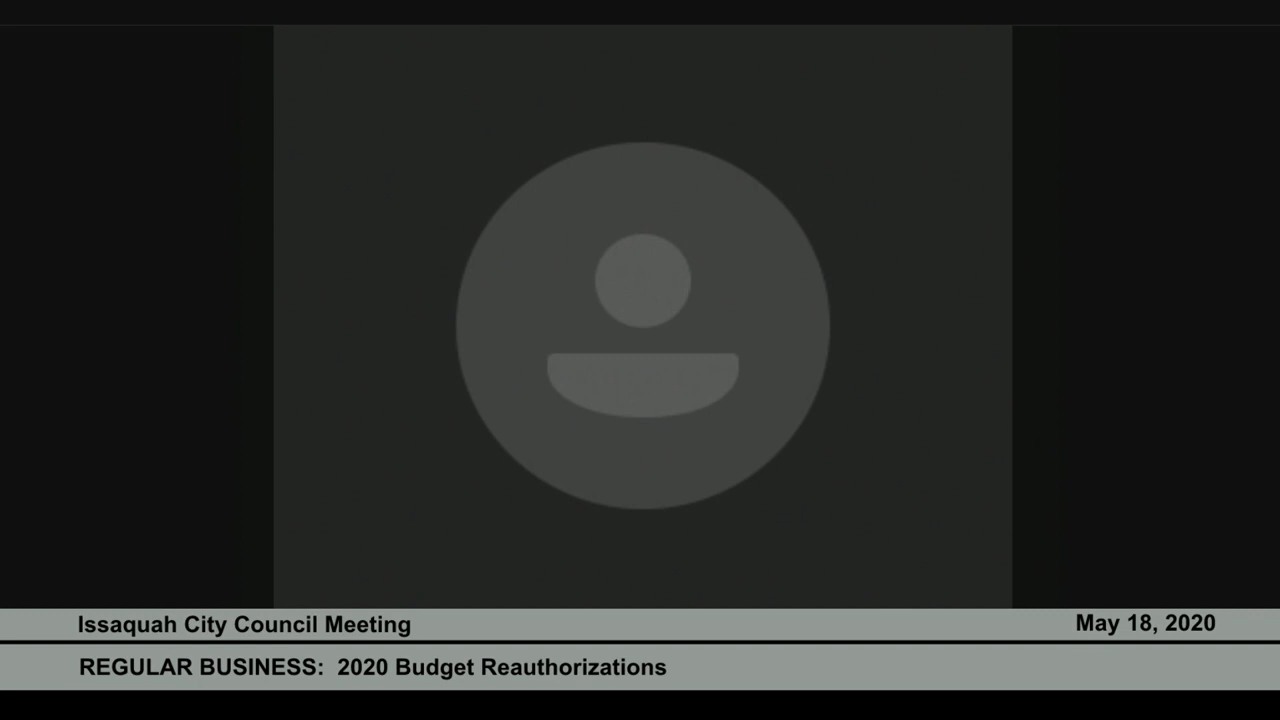 Issaquah City Council Meeting
May 18, 2020
REGULAR BUSINESS:  2020 Budget Reauthorizations